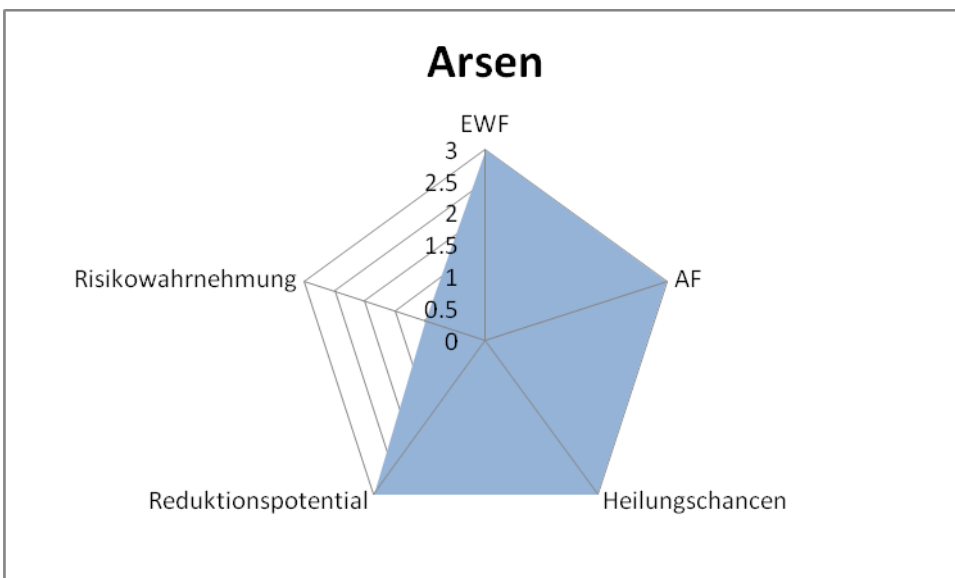 Arsen
EWF
3
2.5
2
1.5
1
0.5
0
AF
Risikowahrnehmung
Reduktionspotential
Heilungschancen